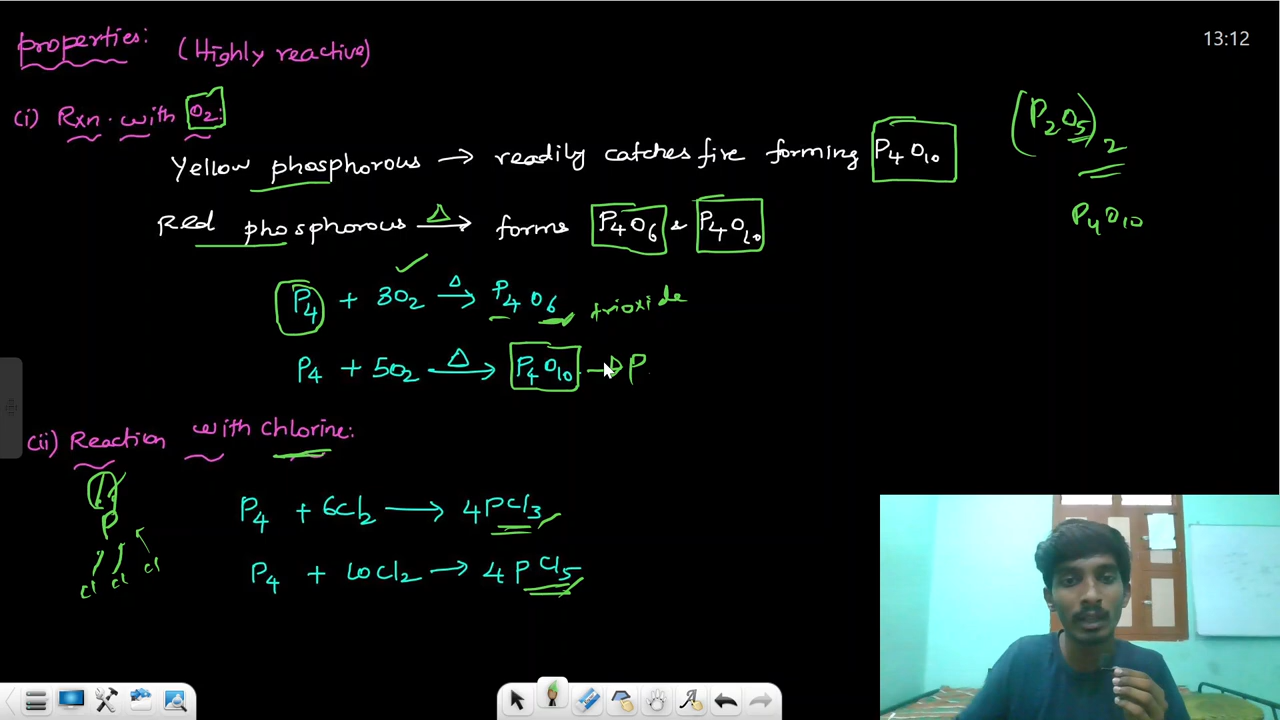 properties: (Highly reactive)
13:12
(i) Rxn. with O₂:
(P₂O₅)₂
Yellow phosphorous → readily catches fire forming P₄O₁₀
P₄O₁₀
Red phosphorous △→ forms P₄O₆ & P₄O₁₀
P₄ + 3O₂ △→ P₄O₆ trioxide
P₄ + 5O₂ △→ P₄O₁₀ → P
(ii) Reaction with Chlorine:
P
Cl Cl Cl
P₄ + 6Cl₂ → 4PCl₃
P₄ + 10Cl₂ → 4PCl₅